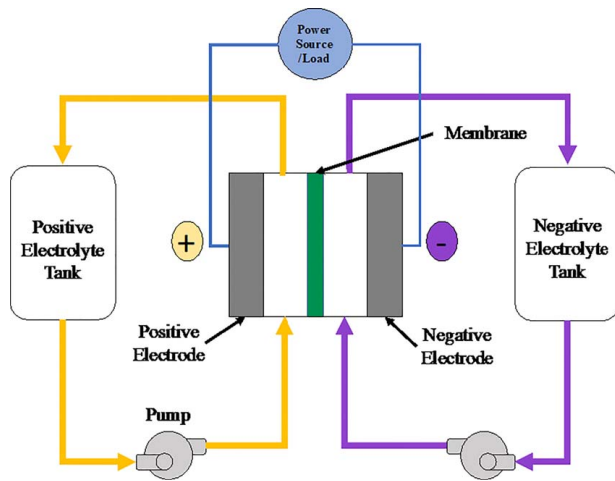 Power
Source
/Load
Membrane
Positive
Electrolyte
Tank
+
-
Negative
Electrolyte
Tank
Positive
Electrode
Negative
Electrode
Pump